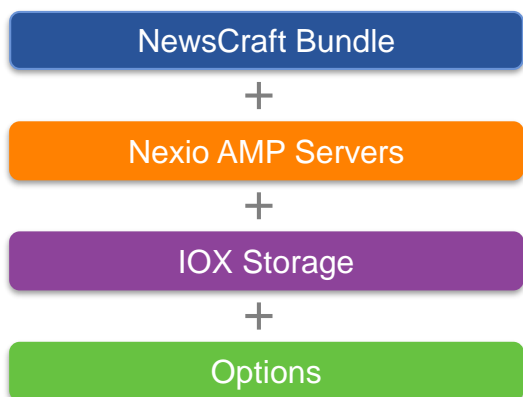 NewsCraft Bundle
+
Nexio AMP Servers
+
IOX Storage
+
Options